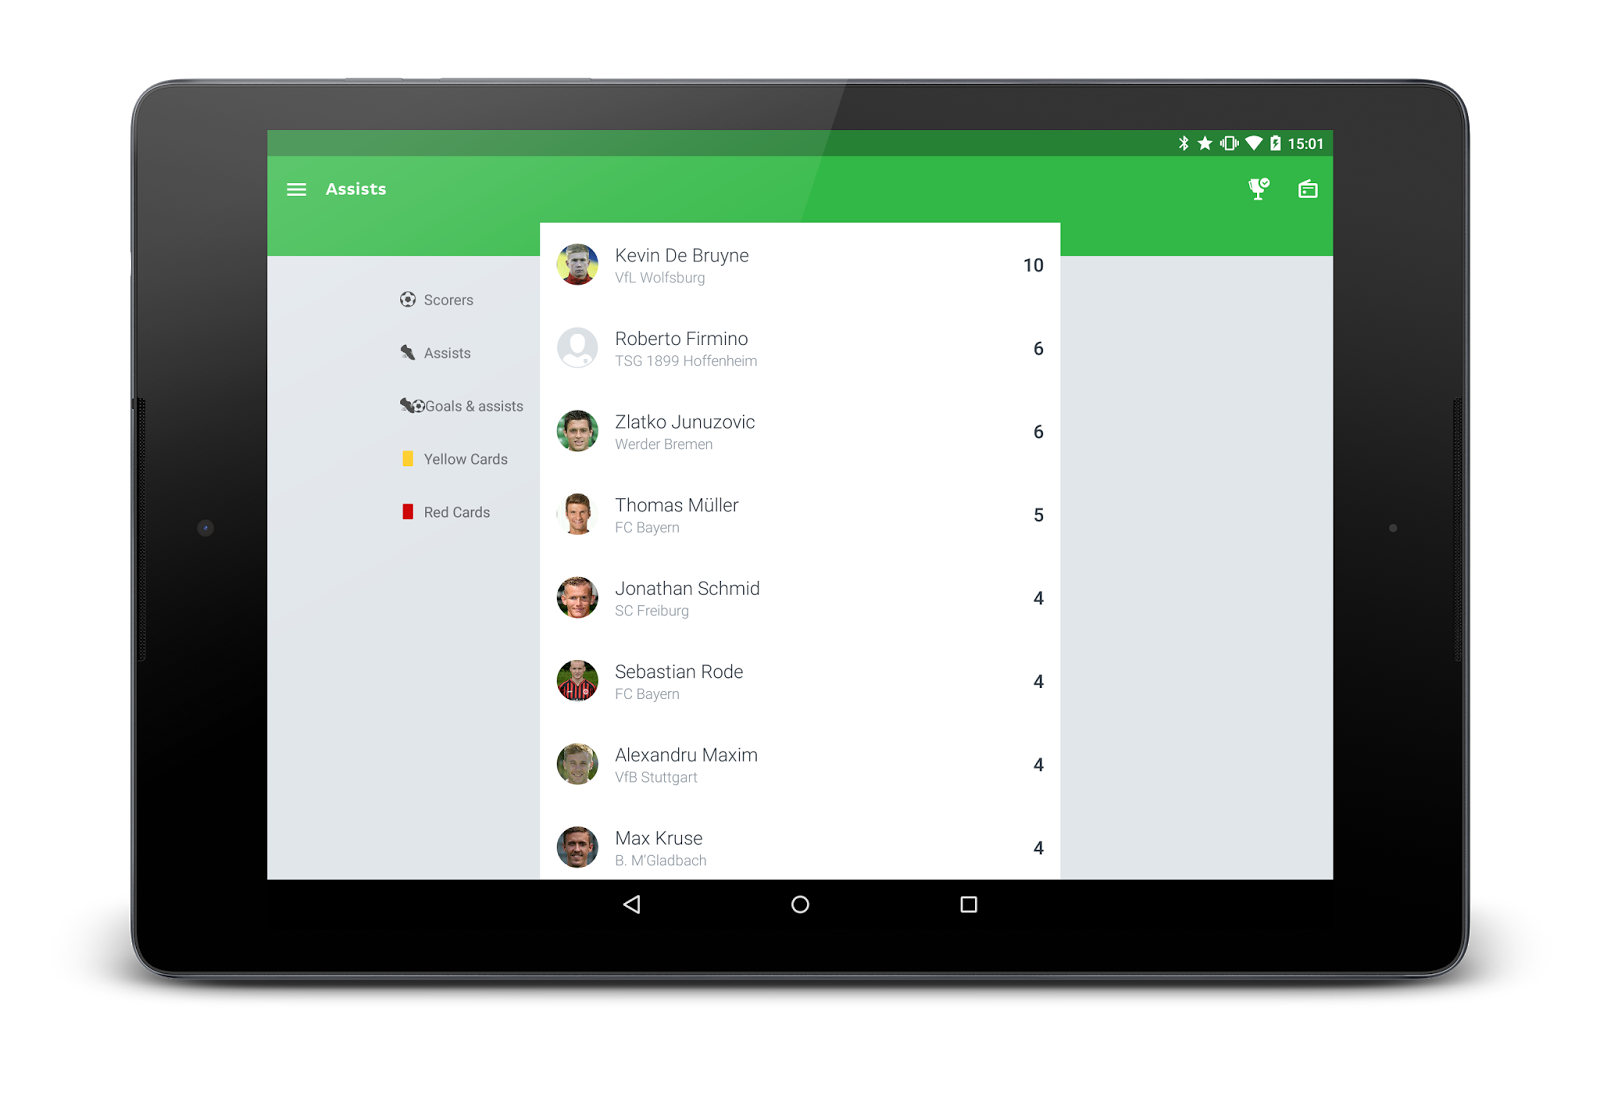 15:01
Assists
Scorers
Assists
Goals & assists
Yellow Cards
Red Cards
Kevin De Bruyne
VfL Wolfsburg
10
Roberto Firmino
TSG 1899 Hoffenheim
6
Zlatko Junuzovic
Werder Bremen
6
Thomas Müller
FC Bayern
5
Jonathan Schmid
SC Freiburg
4
Sebastian Rode
FC Bayern
4
Alexandru Maxim
VfB Stuttgart
4
Max Kruse
B. M'Gladbach
4